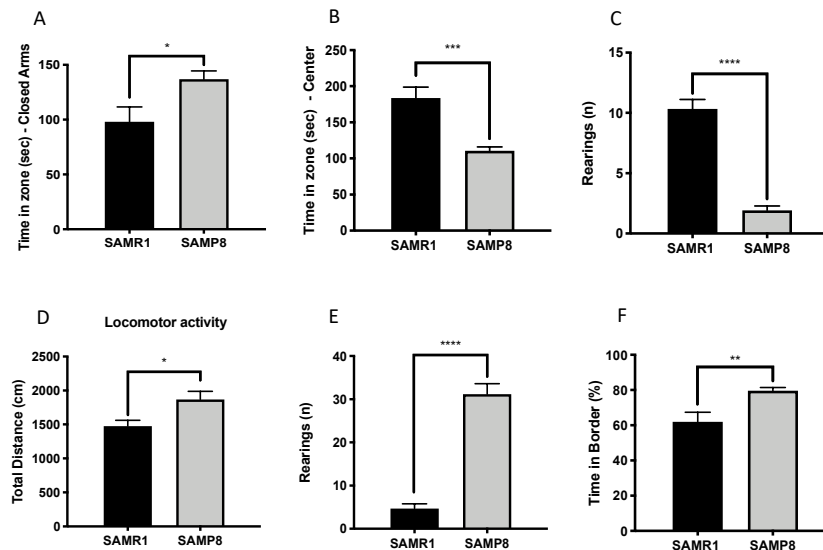 A
Time in zone (sec) - Closed Arms
150
100
50
0
*
SAMR1 SAMP8
B
Time in zone (sec) - Center
250
200
150
100
50
0
***
SAMR1 SAMP8
C
Rearings (n)
15
10
5
0
****
SAMR1 SAMP8
D
Locomotor activity
Total Distance (cm)
2500
2000
1500
1000
500
0
*
SAMR1 SAMP8
E
Rearings (n)
40
30
20
10
0
****
SAMR1 SAMP8
F
Time in Border (%)
100
80
60
40
20
0
**
SAMR1 SAMP8